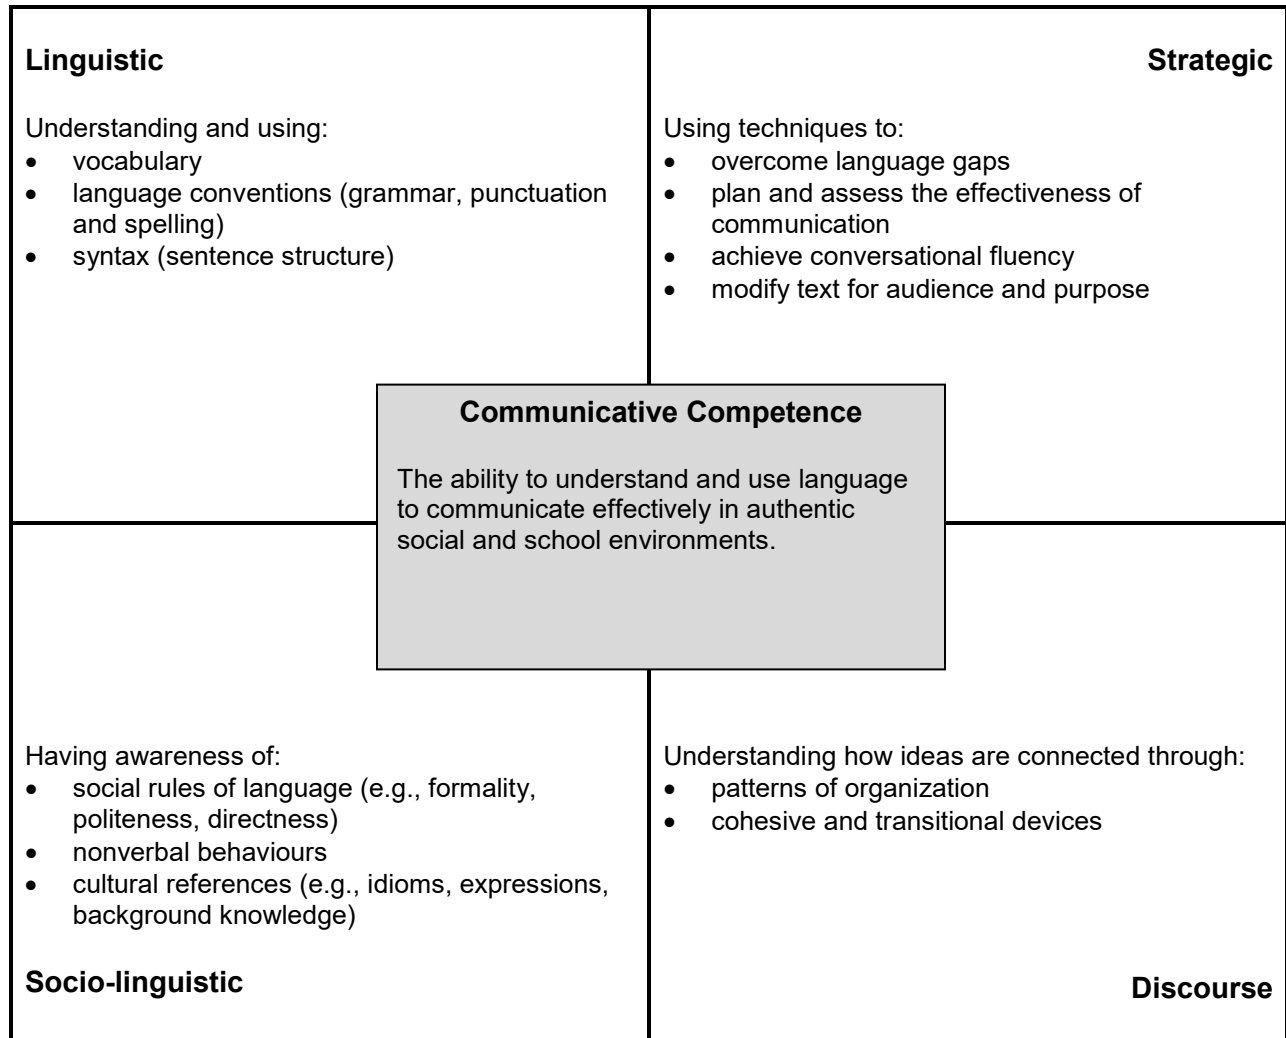 Linguistic
Understanding and using:
• vocabulary
• language conventions (grammar, punctuation
and spelling)
• syntax (sentence structure)
Strategic
Using techniques to:
• overcome language gaps
• plan and assess the effectiveness of
communication
• achieve conversational fluency
• modify text for audience and purpose
Communicative Competence
The ability to understand and use language
to communicate effectively in authentic
social and school environments.
Having awareness of:
• social rules of language (e.g., formality,
politeness, directness)
• nonverbal behaviours
• cultural references (e.g., idioms, expressions,
background knowledge)
Socio-linguistic
Understanding how ideas are connected through:
• patterns of organization
• cohesive and transitional devices
Discourse